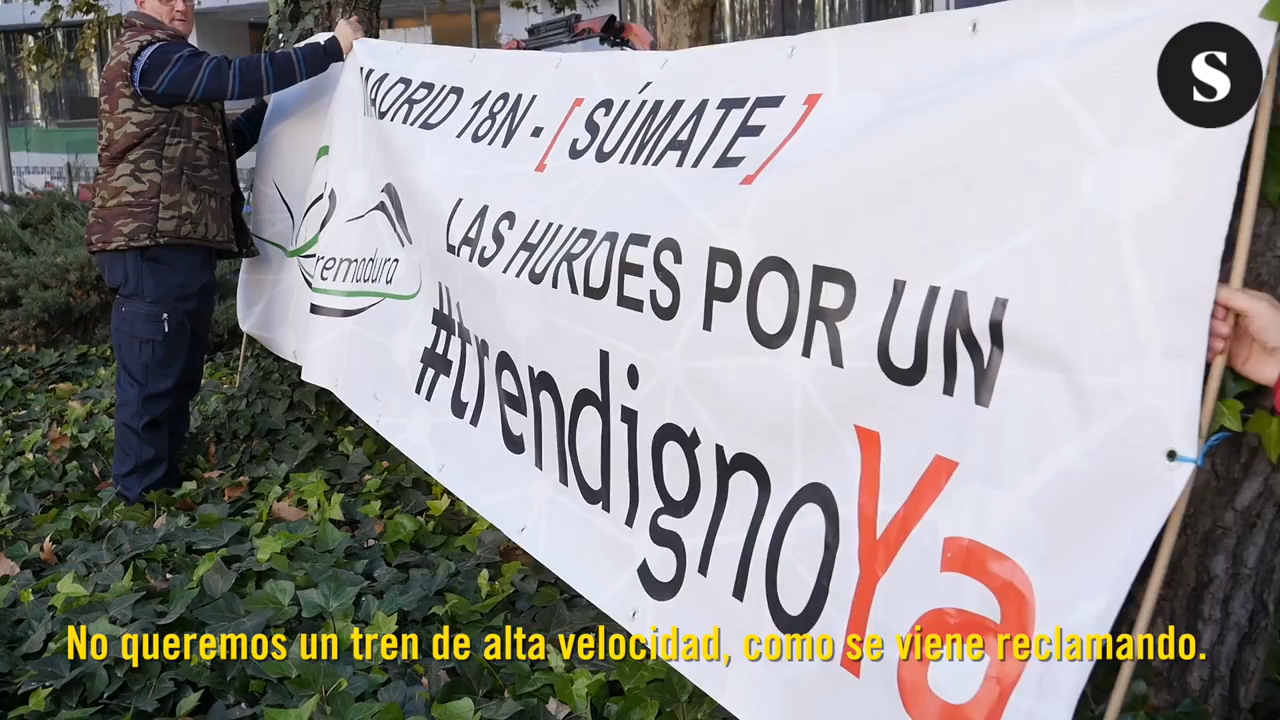 S
MADRID 18N - [ SÚMATE ]
remadura
LAS HURDES POR UN
#trendignoYa
No queremos un tren de alta velocidad, como se viene reclamando.